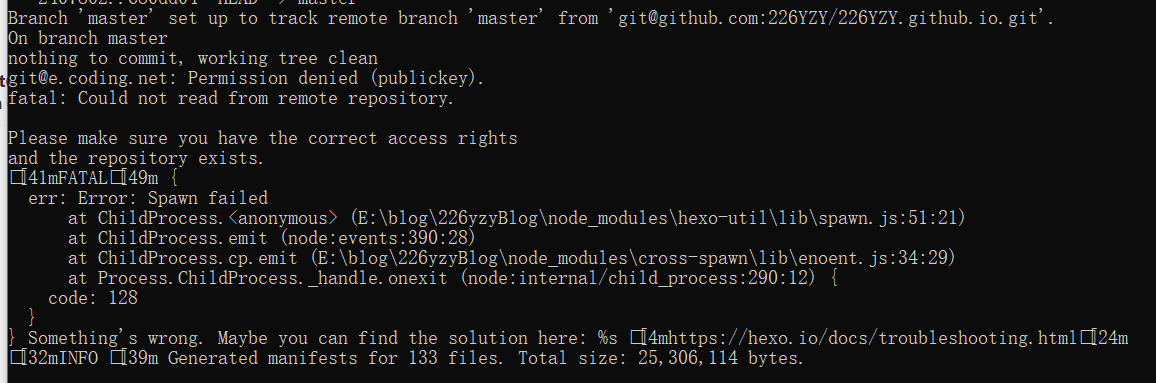 Branch 'master' set up to track remote branch 'master' from 'git@github.com:226YZY/226YZY.github.io.git'.
On branch master
nothing to commit, working tree clean
git@e.coding.net: Permission denied (publickey).
fatal: Could not read from remote repository.
Please make sure you have the correct access rights
and the repository exists.
□[41mFATAL□[49m {
err: Error: Spawn failed
at ChildProcess.<anonymous> (E:\blog\226yzyBlog\node_modules\hexo-util\lib\spawn.js:51:21)
at ChildProcess.emit (node:events:390:28)
at ChildProcess.cp.emit (E:\blog\226yzyBlog\node_modules\cross-spawn\lib\enoent.js:34:29)
at Process.ChildProcess._handle.onexit (node:internal/child_process:290:12) {
code: 128
}
} Something's wrong. Maybe you can find the solution here: %s □[4mhttps://hexo.io/docs/troubleshooting.html□[24m
□[32mINFO □[39m Generated manifests for 133 files. Total size: 25,306,114 bytes.